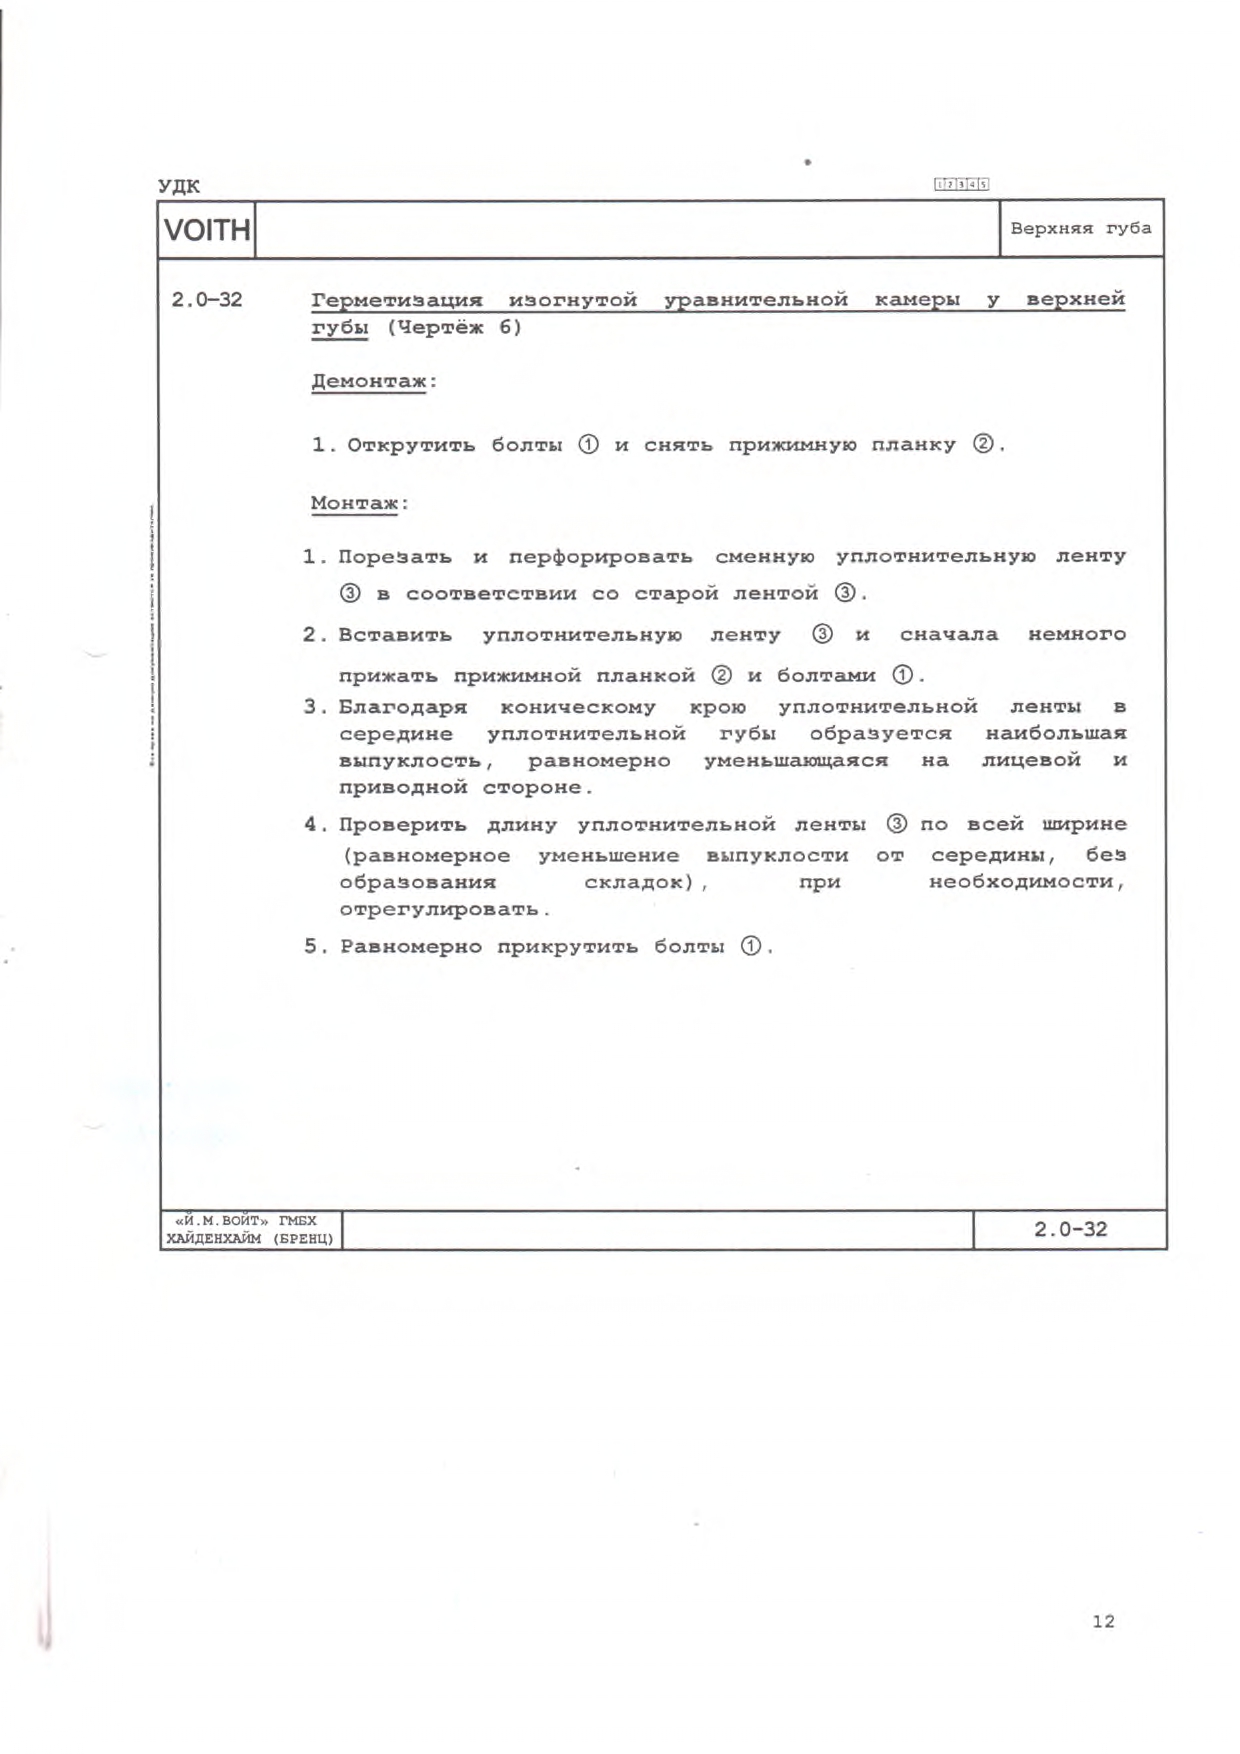 УДК
1 2 3 4 5
VOITH
Верхняя губа
2.0-32
Герметизация изогнутой уравнительной камеры у верхней
губы (Чертёж 6)
Демонтаж:
1. Открутить болты ① и снять прижимную планку ②.
Монтаж:
1. Порезать и перфорировать сменную уплотнительную ленту
③ в соответствии со старой лентой ③.
2. Вставить уплотнительную ленту ③ и сначала немного
прижать прижимной планкой ② и болтами ①.
3. Благодаря коническому крою уплотнительной ленты в
середине уплотнительной губы образуется наибольшая
выпуклость, равномерно уменьшающаяся на лицевой и
приводной стороне.
4. Проверить длину уплотнительной ленты ③ по всей ширине
(равномерное уменьшение выпуклости от середины, без
образования складок), при необходимости,
отрегулировать.
5. Равномерно прикрутить болты ①.
«Й.М.ВОЙТ» ГМБХ
ХАЙДЕНХАЙМ (БРЕНЦ)
2.0-32
12